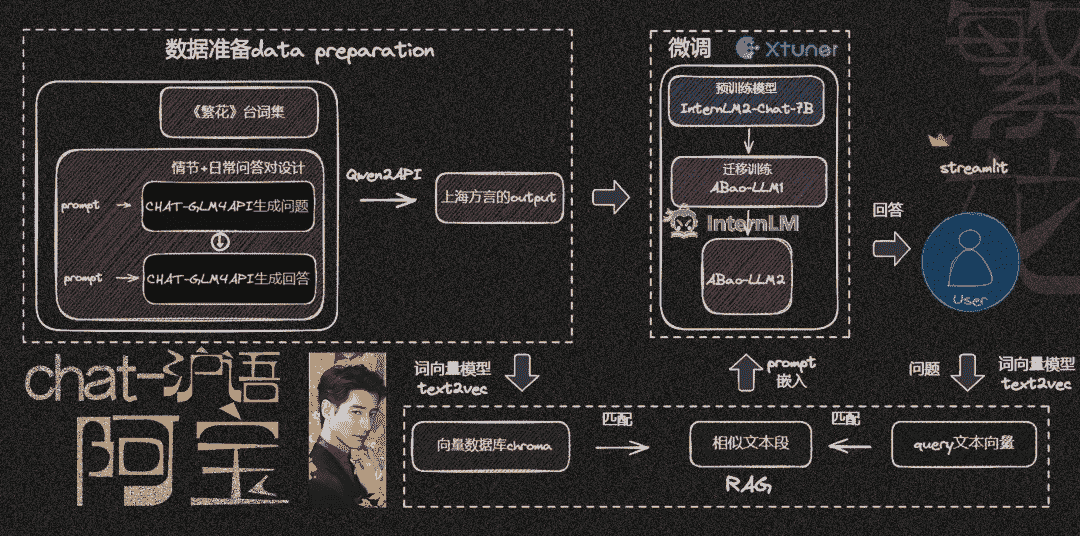 数据准备data preparation
《繁花》台词集
情节+日常问答对设计
prompt
CHAT-GLM4API生成问题
prompt
CHAT-GLM4API生成回答
Qwen2API
上海方言的output
微调
Xtuner
预训练模型
InternLM2-Chat-7B
迁移训练
ABao-LLM1
InternLM
ABao-LLM2
回答
streamlit
User
chat-沪语
阿宝
词向量模型
text2vec
prompt
嵌入
问题
词向量模型
text2vec
向量数据库chroma
匹配
相似文本段
匹配
query文本向量
RAG